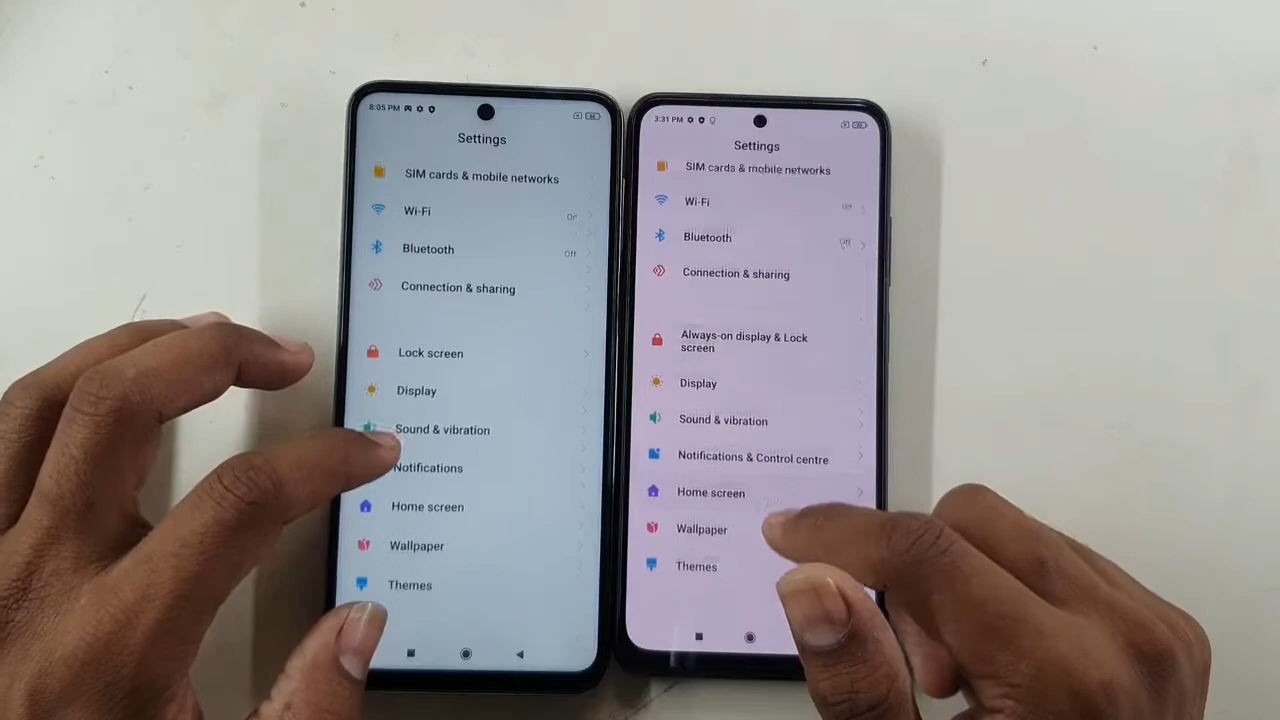 8:05 PM
Settings
SIM cards & mobile networks
Wi-Fi
On
Bluetooth
Off
Connection & sharing
Lock screen
Display
Sound & vibration
Notifications
Home screen
Wallpaper
Themes
3:31 PM
Settings
SIM cards & mobile networks
Wi-Fi
Bluetooth
Off
Connection & sharing
Always-on display & Lock
screen
Display
Sound & vibration
Notifications & Control centre
Home screen
Wallpaper
Themes